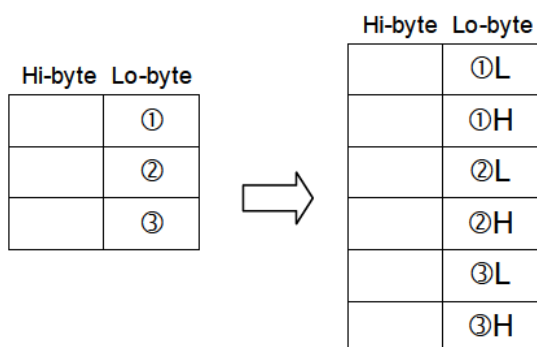 Hi-byte Lo-byte
①
②
③
Hi-byte Lo-byte
①L
①H
②L
②H
③L
③H